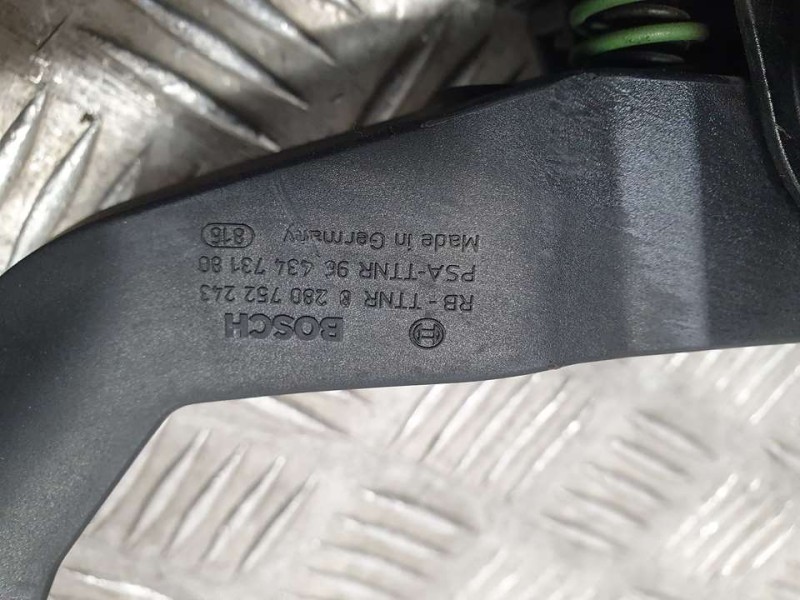 BOSCH
RB-TTNR 0 280 752 243
PSA-TTNR 96 434 731 80
Made in Germany 816